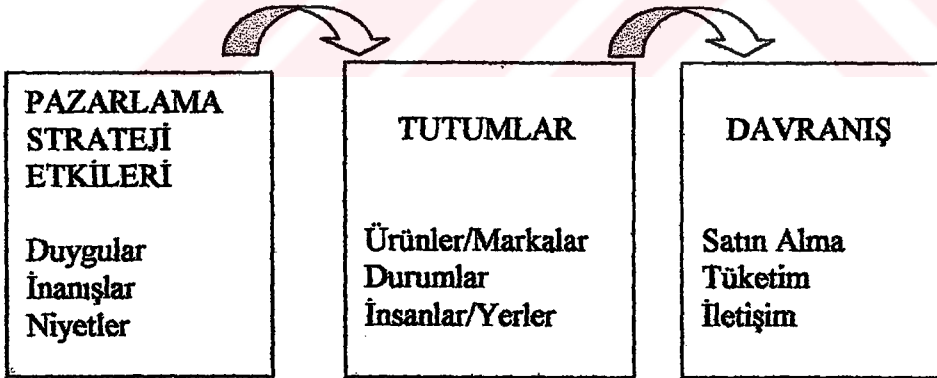 PAZARLAMA
STRATEJİ
ETKİLERİ
Duygular
İnanışlar
Niyetler
TUTUMLAR
Ürünler/Markalar
Durumlar
İnsanlar/Yerler
DAVRANIŞ
Satın Alma
Tüketim
İletişim